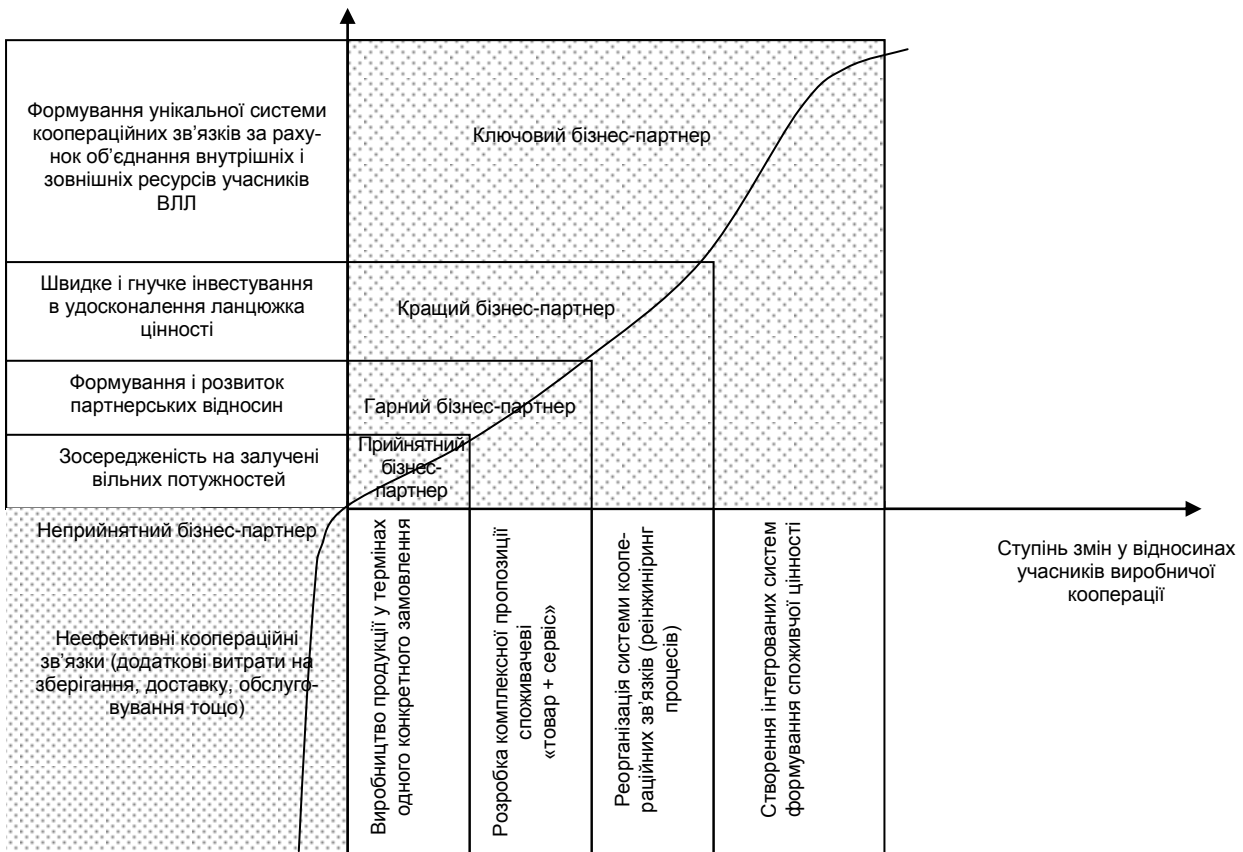 Формування унікальної системи
коопераційних зв’язків за раху-
нок об’єднання внутрішніх і
зовнішніх ресурсів учасників
ВЛЛ
Ключовий бізнес-партнер
Швидке і гнучке інвестування
в удосконалення ланцюжка
цінності
Кращий бізнес-партнер
Формування і розвиток
партнерських відносин
Гарний бізнес-партнер
Зосередженість на залучені
вільних потужностей
Прийнятний
бізнес-
партнер
Неприйнятний бізнес-партнер
Неефективні коопераційні
зв’язки (додаткові витрати на
зберігання, доставку, обслуго-
вування тощо)
Виробництво продукції у термінах
одного конкретного замовлення
Розробка комплексної пропозиції
споживачеві
«товар + сервіс»
Реорганізація системи коопе-
раційних зв’язків (реінжиніринг
процесів)
Створення інтегрованих систем
формування споживчої цінності
Ступінь змін у відносинах
учасників виробничої
кооперації